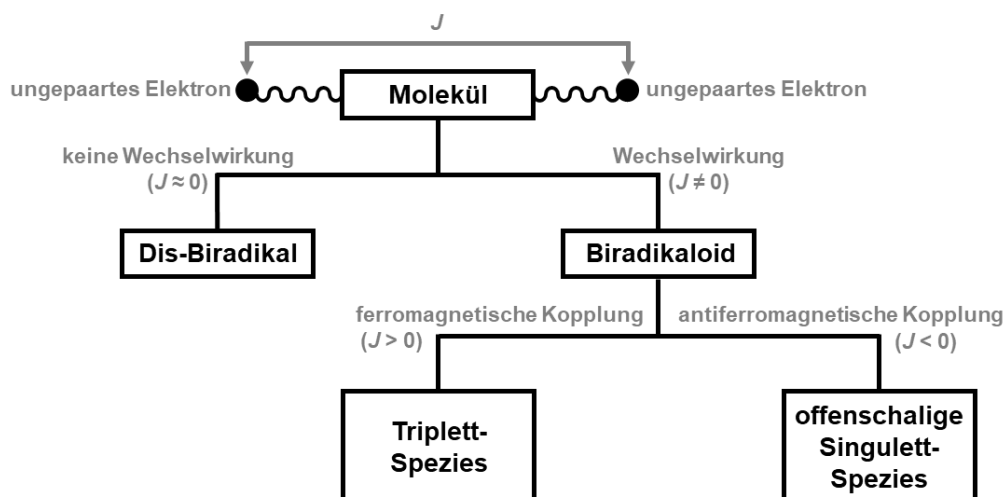 J
ungepaartes Elektron
Molekül
ungepaartes Elektron
keine Wechselwirkung
(J ≈ 0)
Wechselwirkung
(J ≠ 0)
Dis-Biradikal
Biradikaloid
ferromagnetische Kopplung
(J > 0)
antiferromagnetische Kopplung
(J < 0)
Triplett-
Spezies
offenschalige
Singulett-
Spezies